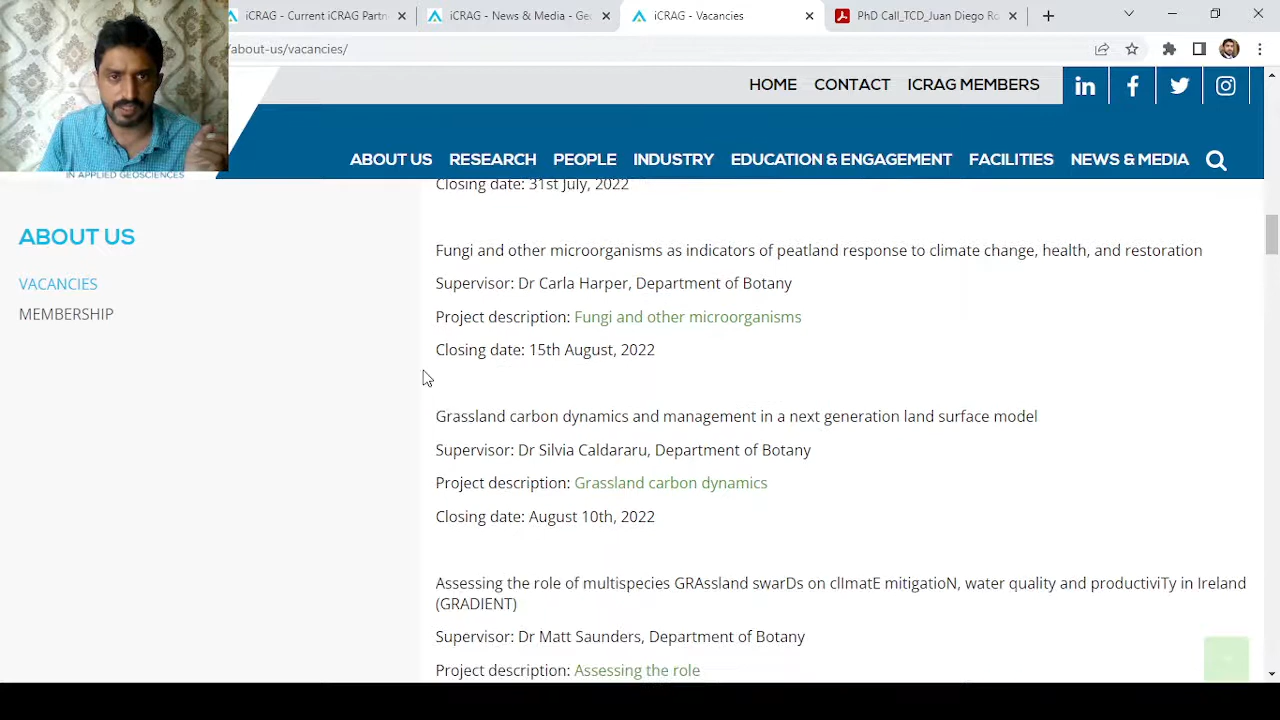 iCRAG - Current iCRAG Partn
iCRAG - News & Media - Geo
iCRAG - Vacancies
PhD Call_TCD_Juan Diego Ro
/about-us/vacancies/
HOME CONTACT ICRAG MEMBERS
ABOUT US RESEARCH PEOPLE INDUSTRY EDUCATION & ENGAGEMENT FACILITIES NEWS & MEDIA
IN APPLIED GEOSCIENCES
Closing date: 31st July, 2022
ABOUT US
VACANCIES
MEMBERSHIP
Fungi and other microorganisms as indicators of peatland response to climate change, health, and restoration
Supervisor: Dr Carla Harper, Department of Botany
Project description: Fungi and other microorganisms
Closing date: 15th August, 2022
Grassland carbon dynamics and management in a next generation land surface model
Supervisor: Dr Silvia Caldararu, Department of Botany
Project description: Grassland carbon dynamics
Closing date: August 10th, 2022
Assessing the role of multispecies GRAssland swarDs on clImatE mitigatioN, water quality and productiviTy in Ireland
(GRADIENT)
Supervisor: Dr Matt Saunders, Department of Botany
Project description: Assessing the role